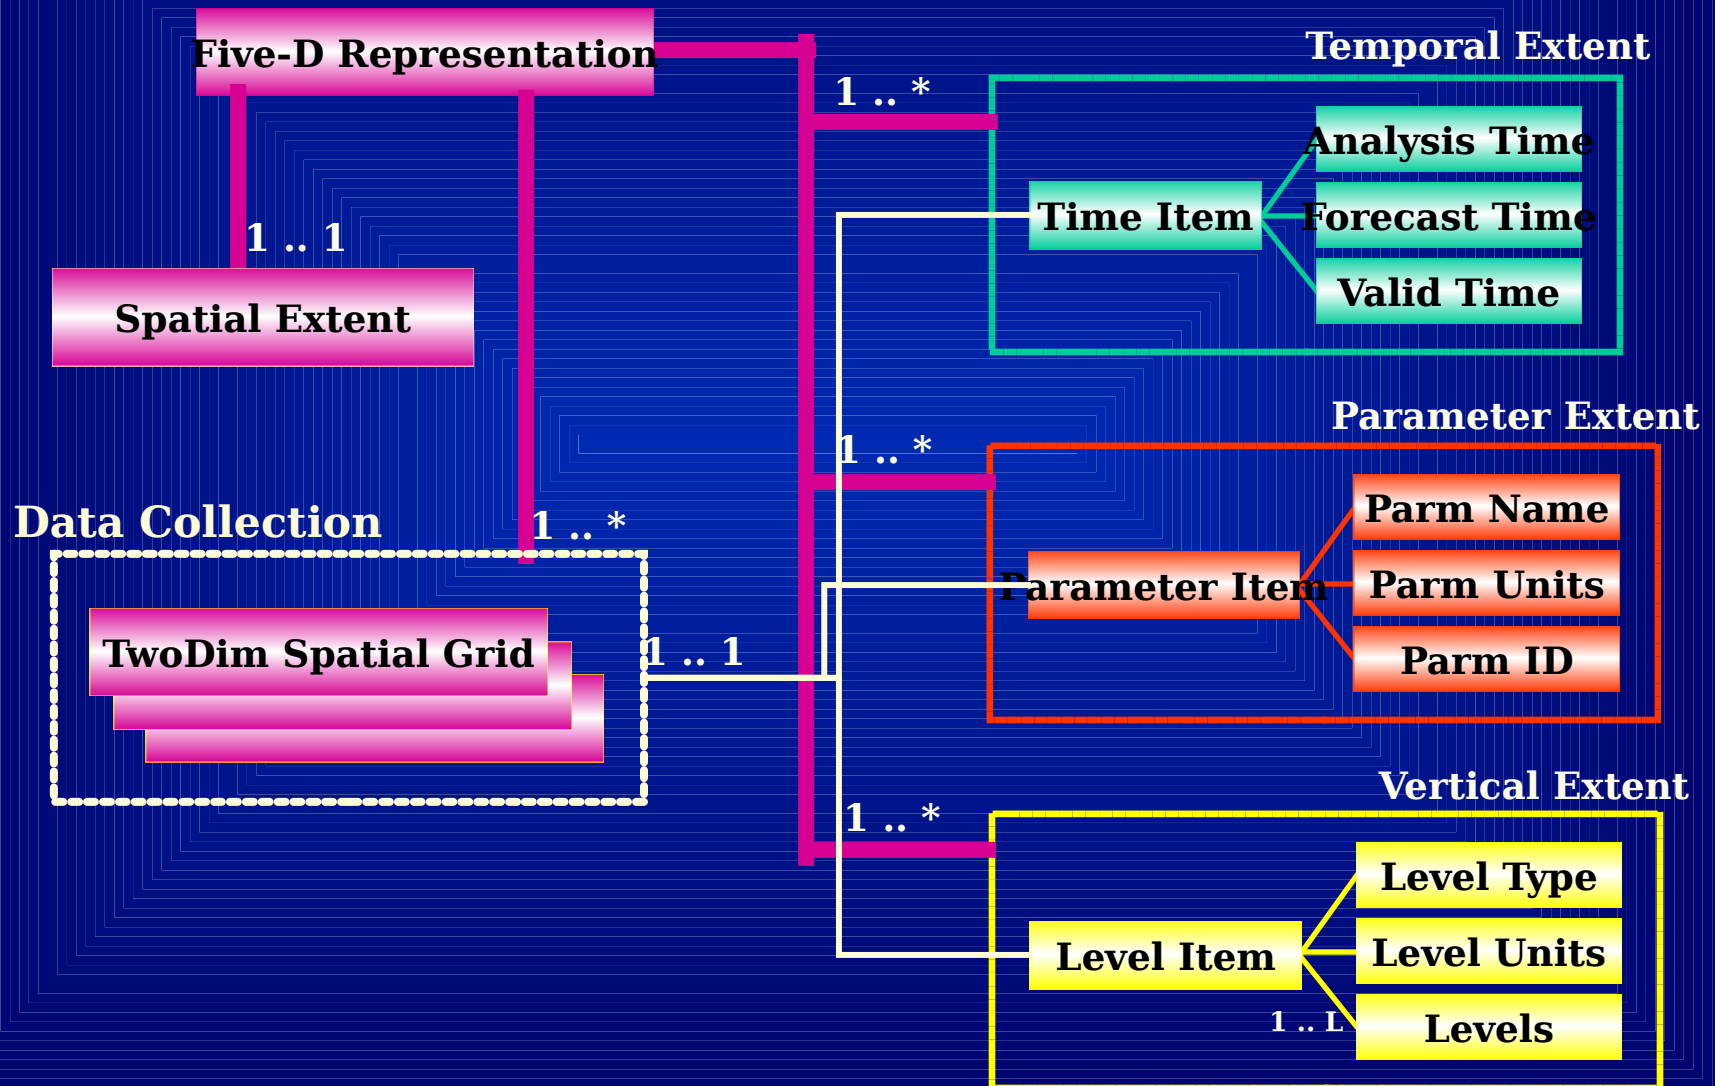 Five-D Representation
Temporal Extent
1 .. *
Analysis Time
Time Item
Forecast Time
Valid Time
1 .. 1
Spatial Extent
Parameter Extent
1 .. *
Parm Name
Data Collection
1 .. *
Parameter Item
Parm Units
Parm ID
TwoDim Spatial Grid
1 .. 1
Vertical Extent
1 .. *
Level Type
Level Item
Level Units
1 .. L
Levels